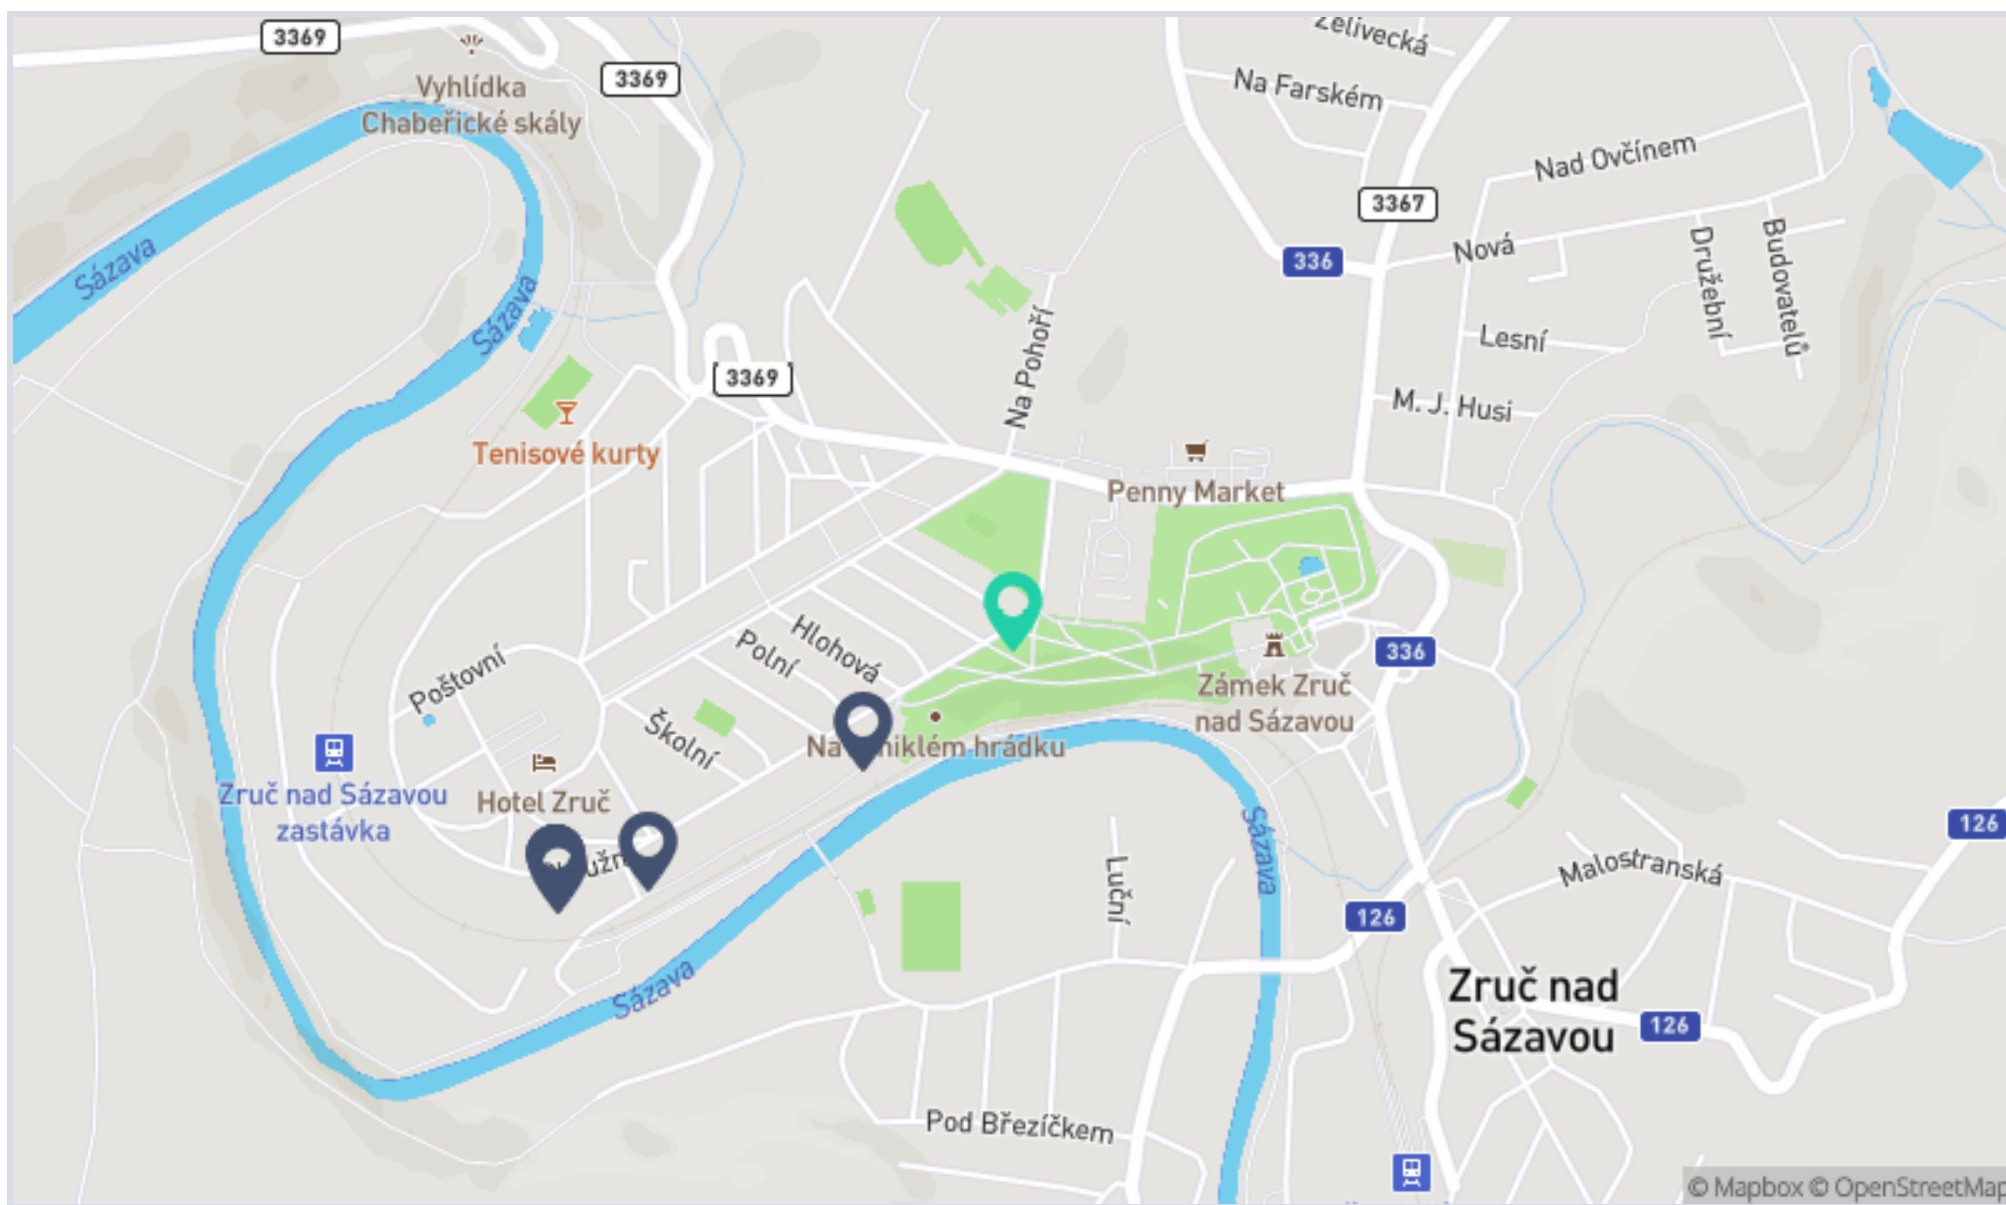 3369
Želivecká
Vyhlídka
Chabeřické skály
3369
Na Farském
Nad Ovčínem
3367
Sázava
336
Nová
Družební
Budovatelů
Sázava
Na Pohoří
Lesní
3369
M. J. Husi
Tenisové kurty
Penny Market
Hlohová
Polní
Poštovní
336
Zámek Zruč
nad Sázavou
Školní
Na
hrádku
Zruč nad Sázavou
zastávka
Hotel Zruč
Sázava
126
Malostranská
Luční
126
Sázava
Zruč nad
Sázavou
126
Pod Březíčkem
© Mapbox © OpenStreetMap